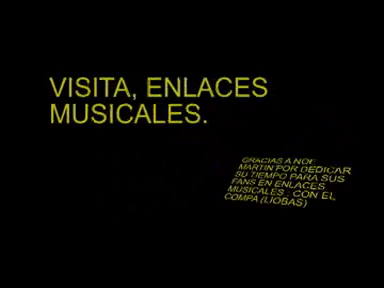 VISITA, ENLACES
MUSICALES.
GRACIAS A NOE
MARTIN POR DEDICAR
SU TIEMPO PARA SUS
FANS EN ENLACES
MUSICALES . CON EL
COMPA (LIOBAS)